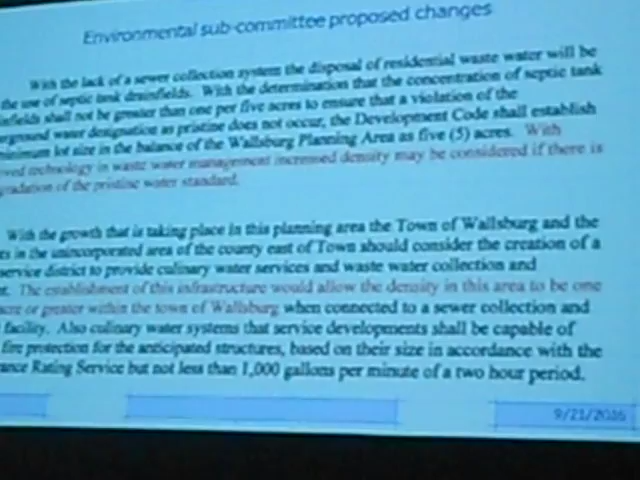 Environmental sub-committee proposed changes
With the lack of a sewer collection system the disposal of residential waste water will be
the use of septic tank drainfields. With the determination that the concentration of septic tank
infields shall not be greater than one per five acres to ensure that a violation of the
erground water designation as pristine does not occur, the Development Code shall establish
minimum lot size in the balance of the Wallsburg Planning Area as five (5) acres. With
oved technology in waste water management increased density may be considered if there is
gradation of the pristine water standard.
With the growth that is taking place in this planning area the Town of Wallsburg and the
ts in the unincorporated area of the county east of Town should consider the creation of a
service district to provide culinary water services and waste water collection and
t. The establishment of this infrastructure would allow the density in this area to be one
acre or greater within the town of Wallsburg when connected to a sewer collection and
facility. Also culinary water systems that service developments shall be capable of
fire protection for the anticipated structures, based on their size in accordance with the
ance Rating Service but not less than 1,000 gallons per minute of a two hour period.
9/21/2016